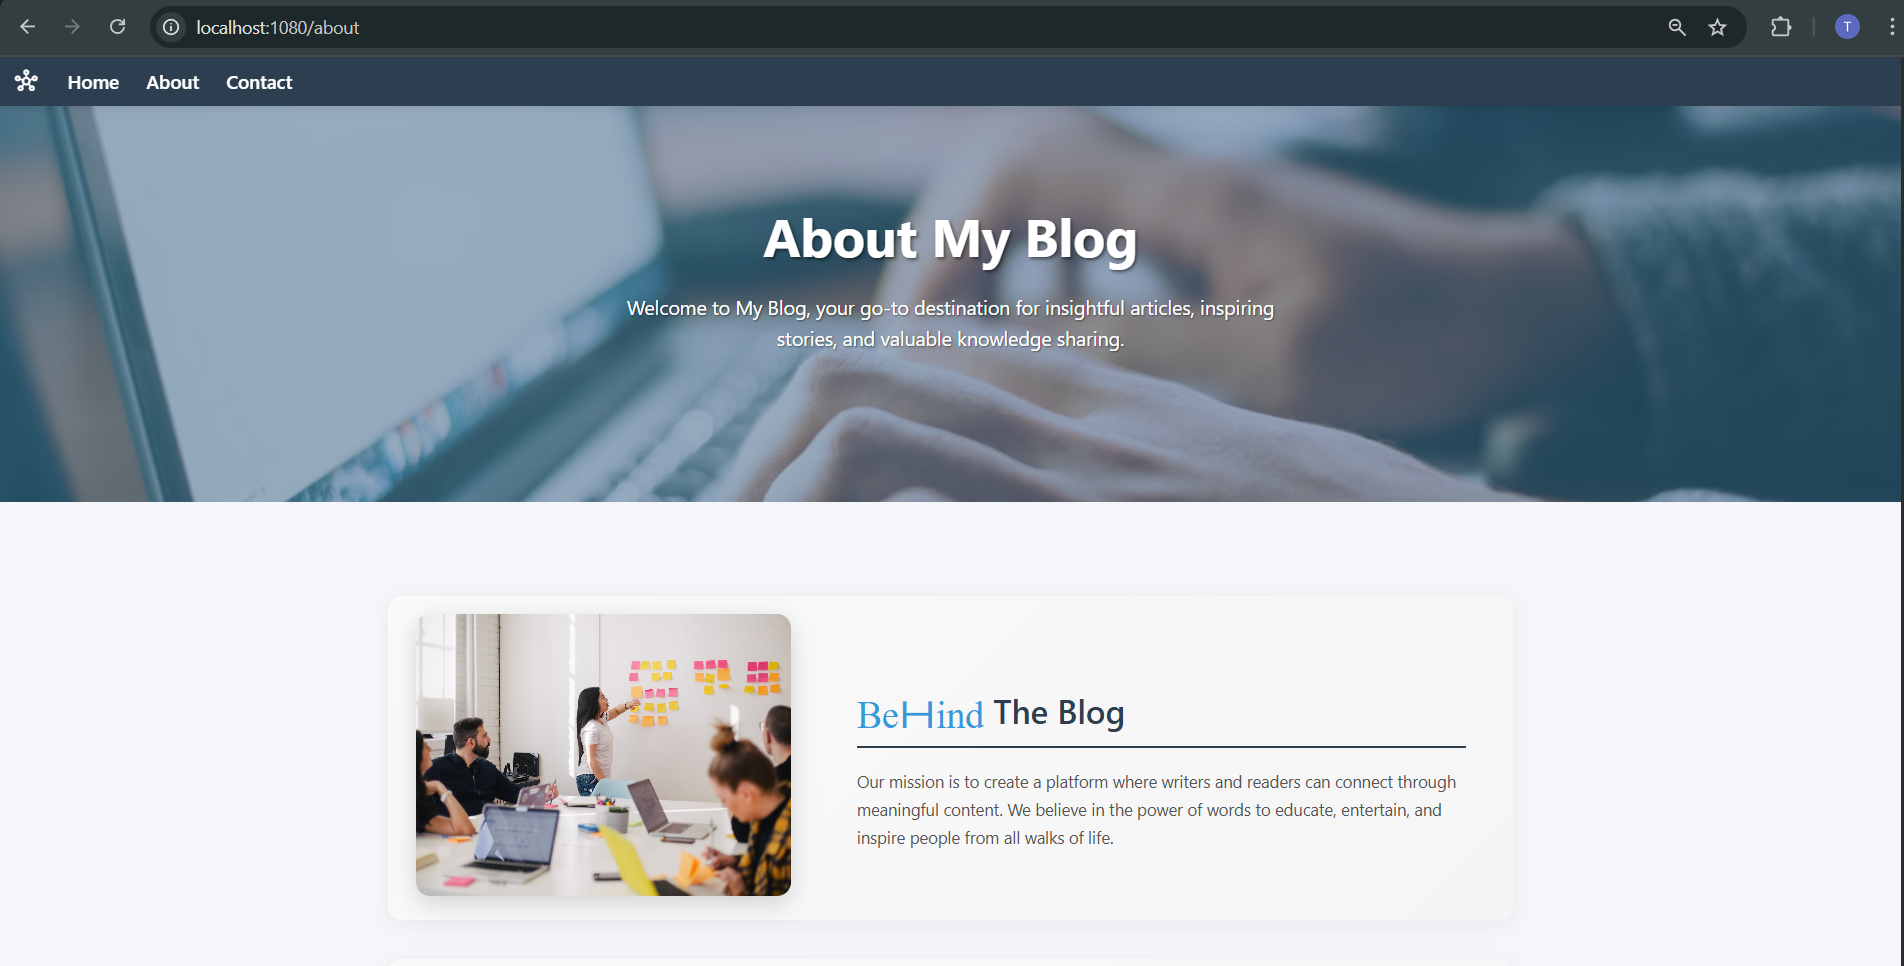 localhost:1080/about
T
Home About Contact
About My Blog
Welcome to My Blog, your go-to destination for insightful articles, inspiring
stories, and valuable knowledge sharing.
BeHind The Blog
Our mission is to create a platform where writers and readers can connect through
meaningful content. We believe in the power of words to educate, entertain, and
inspire people from all walks of life.